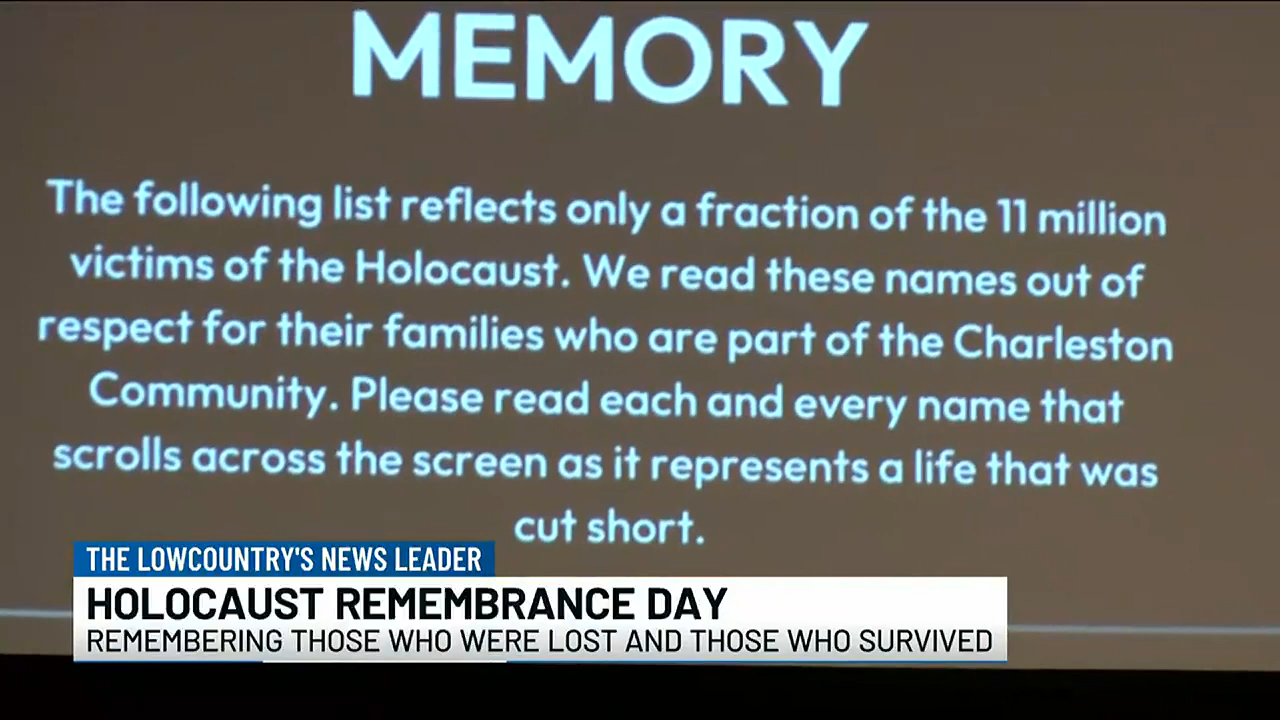 MEMORY
The following list reflects only a fraction of the 11 million
victims of the Holocaust. We read these names out of
respect for their families who are part of the Charleston
Community. Please read each and every name that
scrolls across the screen as it represents a life that was
cut short.
THE LOWCOUNTRY'S NEWS LEADER
HOLOCAUST REMEMBRANCE DAY
REMEMBERING THOSE WHO WERE LOST AND THOSE WHO SURVIVED